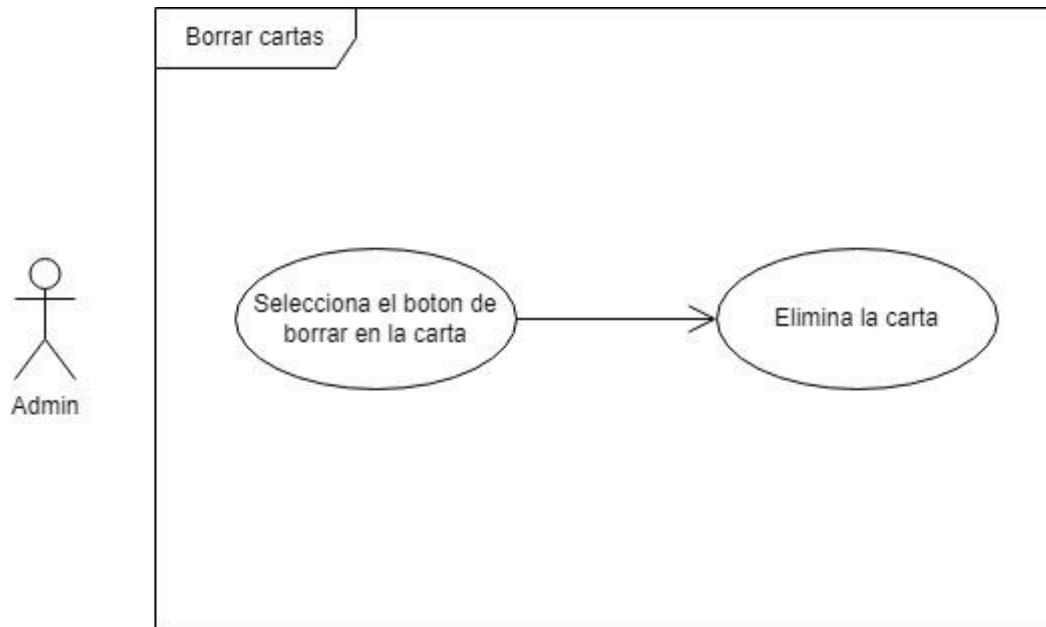 Borrar cartas
Selecciona el boton de
borrar en la carta
Elimina la carta
Admin